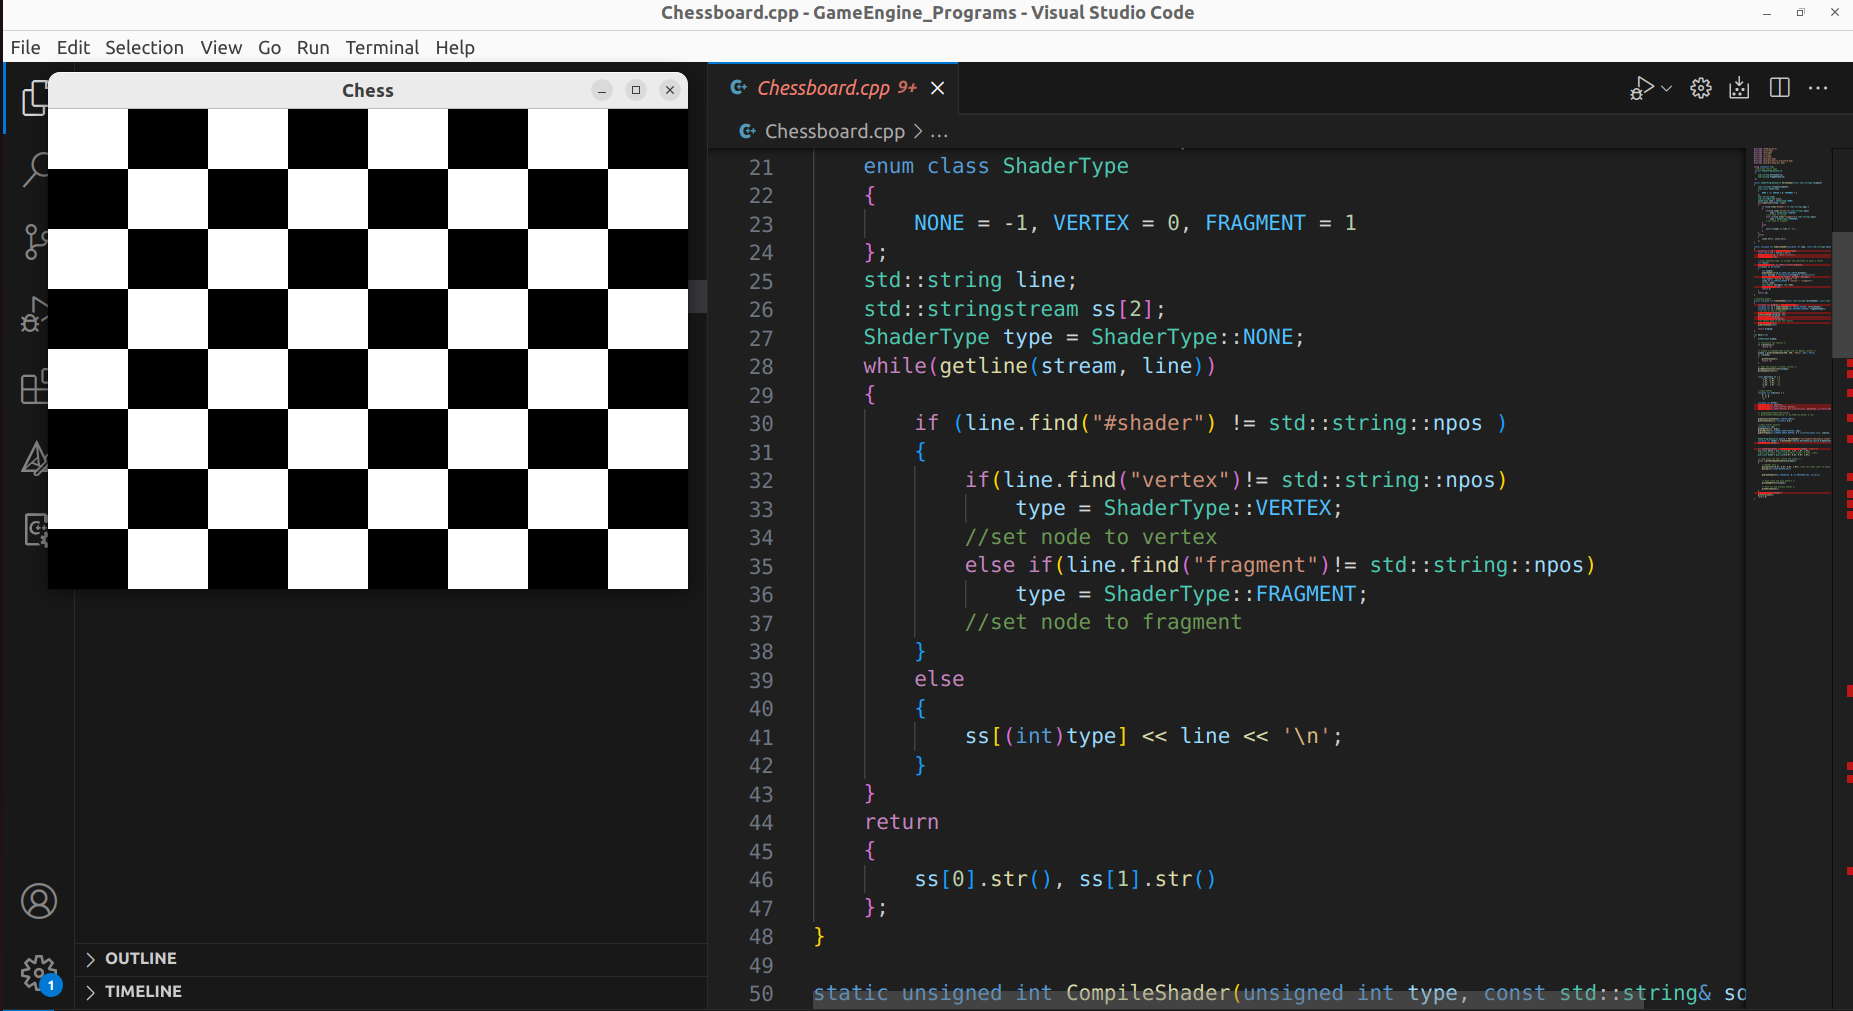 Chessboard.cpp - GameEngine_Programs - Visual Studio Code
File Edit Selection View Go Run Terminal Help
Chess
Chessboard.cpp 9+
Chessboard.cpp > ...
21 enum class ShaderType
22 {
23 NONE = -1, VERTEX = 0, FRAGMENT = 1
24 };
25 std::string line;
26 std::stringstream ss[2];
27 ShaderType type = ShaderType::NONE;
28 while(getline(stream, line))
29 {
30 if (line.find("#shader") != std::string::npos )
31 {
32 if(line.find("vertex")!= std::string::npos)
33 type = ShaderType::VERTEX;
34 //set node to vertex
35 else if(line.find("fragment")!= std::string::npos)
36 type = ShaderType::FRAGMENT;
37 //set node to fragment
38 }
39 else
40 {
41 ss[(int)type] << line << '\n';
42 }
43 }
44 return
45 {
46 ss[0].str(), ss[1].str()
47 };
48 }
49
50 static unsigned int CompileShader(unsigned int type, const std::string&
OUTLINE
1
TIMELINE